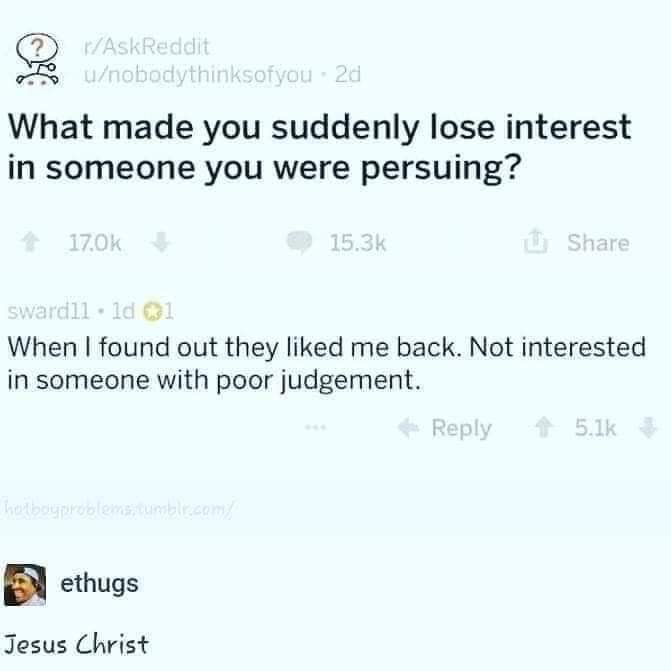 r/AskReddit
u/nobodythinksofyou · 2d
What made you suddenly lose interest
in someone you were persuing?
17.0k 15.3k Share
sward11 • 1d 1
When I found out they liked me back. Not interested
in someone with poor judgement.
... Reply 5.1k
hotboyproblems.tumblr.com/
ethugs
Jesus Christ